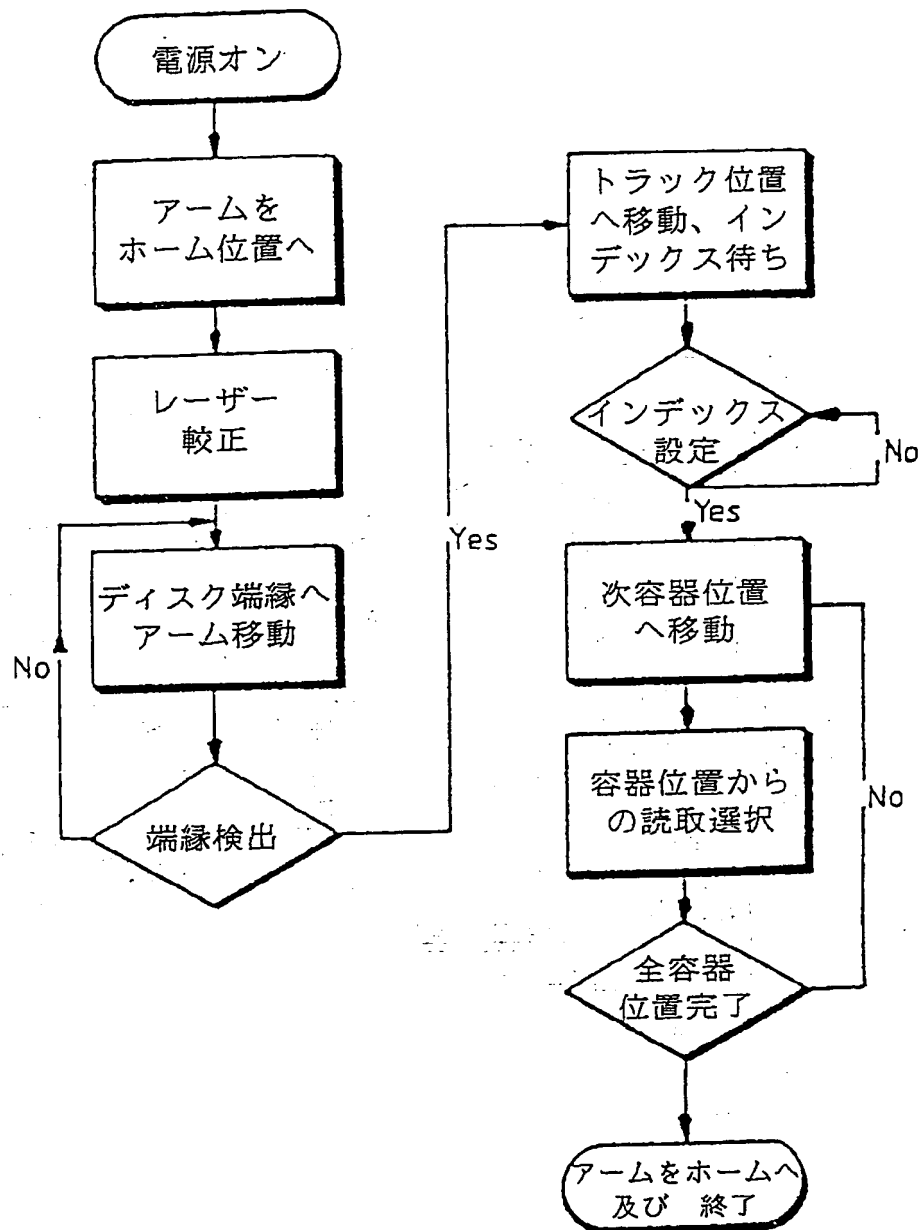 電源オン
アームを
ホーム位置へ
レーザー
較正
ディスク端縁へ
アーム移動
No
端縁検出
Yes
トラック位置
へ移動、イン
デックス待ち
インデックス
設定
No
Yes
次容器位置
へ移動
容器位置から
の読取選択
No
全容器
位置完了
アームをホームへ
及び 終了